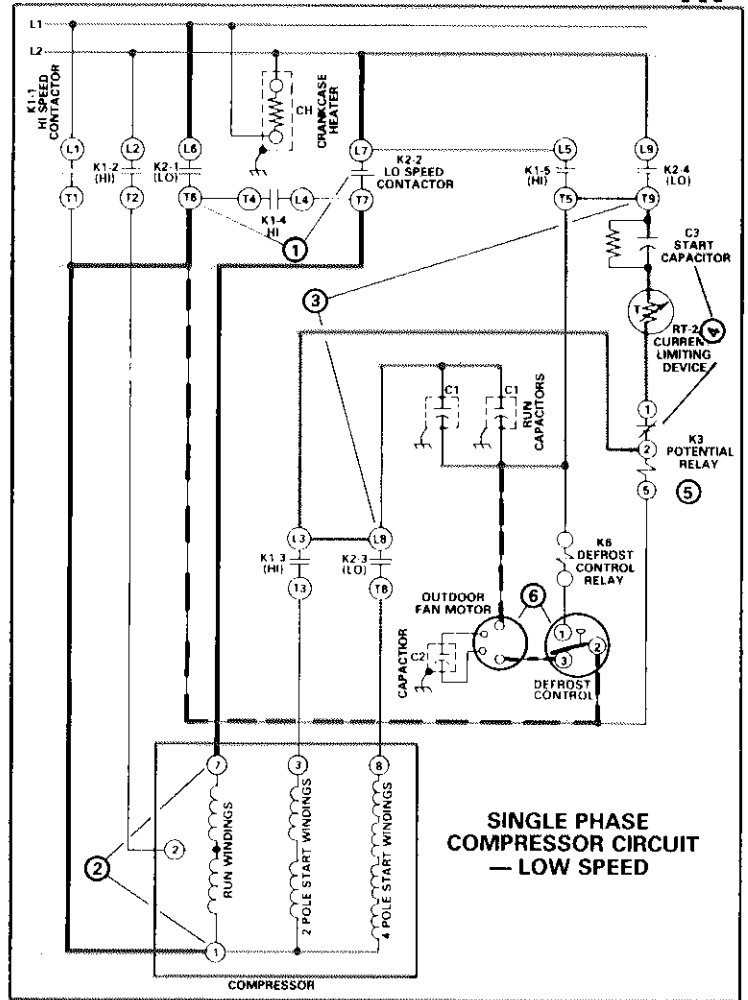 L1
L2
K1-1
HI SPEED
CONTACTOR
L1
L2
L6
CH
CRANKCASE
HEATER
L7
L5
L9
K1-2
(HI)
K2-1
(LO)
K2-2
LO SPEED
CONTACTOR
K1-5
(HI)
K2-4
(LO)
T1
T2
T6
T4
L4
T7
T5
T9
K1-4
HI
1
C3
START
CAPACITOR
3
T
4
RT-2
CURRENT
LIMITING
DEVICE
C1
C1
RUN
CAPACITORS
1
2
K3
POTENTIAL
RELAY
5
5
L3
L8
K1-3
(HI)
K2-3
(LO)
K6
DEFROST
CONTROL
RELAY
T3
T8
OUTDOOR
FAN MOTOR
6
CAPACTIOR
C2
1
2
3
DEFROST
CONTROL
7
3
8
2
2
RUN WINDINGS
2 POLE START WINDINGS
4 POLE START WINDINGS
1
COMPRESSOR
SINGLE PHASE
COMPRESSOR CIRCUIT
— LOW SPEED